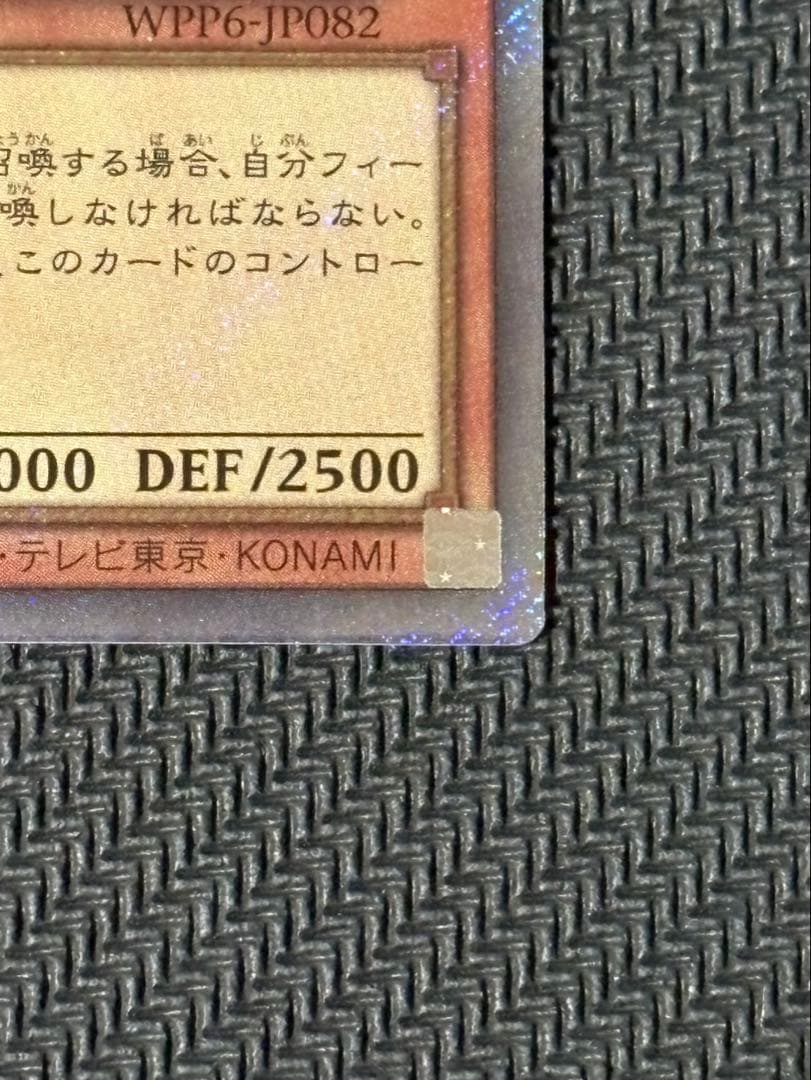 WPP6-JP082
喚する場合、自分フィー
喚しなければならない。
このカードのコントロー
000 DEF/2500
・テレビ東京・KONAMI